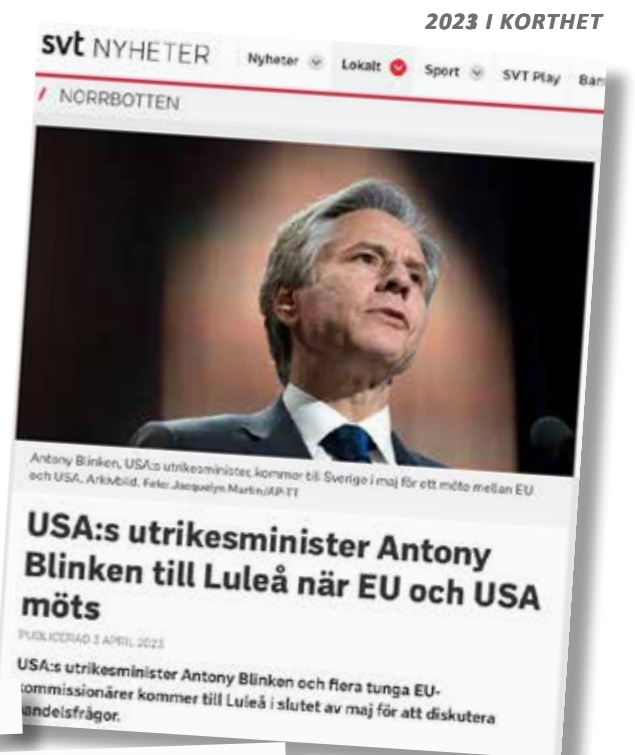 2023 I KORTHET
svt NYHETER Nyheter Lokalt Sport SVT Play Bar
/ NORRBOTTEN
Antony Blinken, USA:s utrikesminister, kommer till Sverige i maj för ett möte mellan EU
och USA. Arkivbild. Foto: Jacquelyn Martin/AP-TT
USA:s utrikesminister Antony
Blinken till Luleå när EU och USA
möts
PUBLICERAD 3 APRIL 2023
USA:s utrikesminister Antony Blinken och flera tunga EU-
kommissionärer kommer till Luleå i slutet av maj för att diskutera
andelsfrågor.